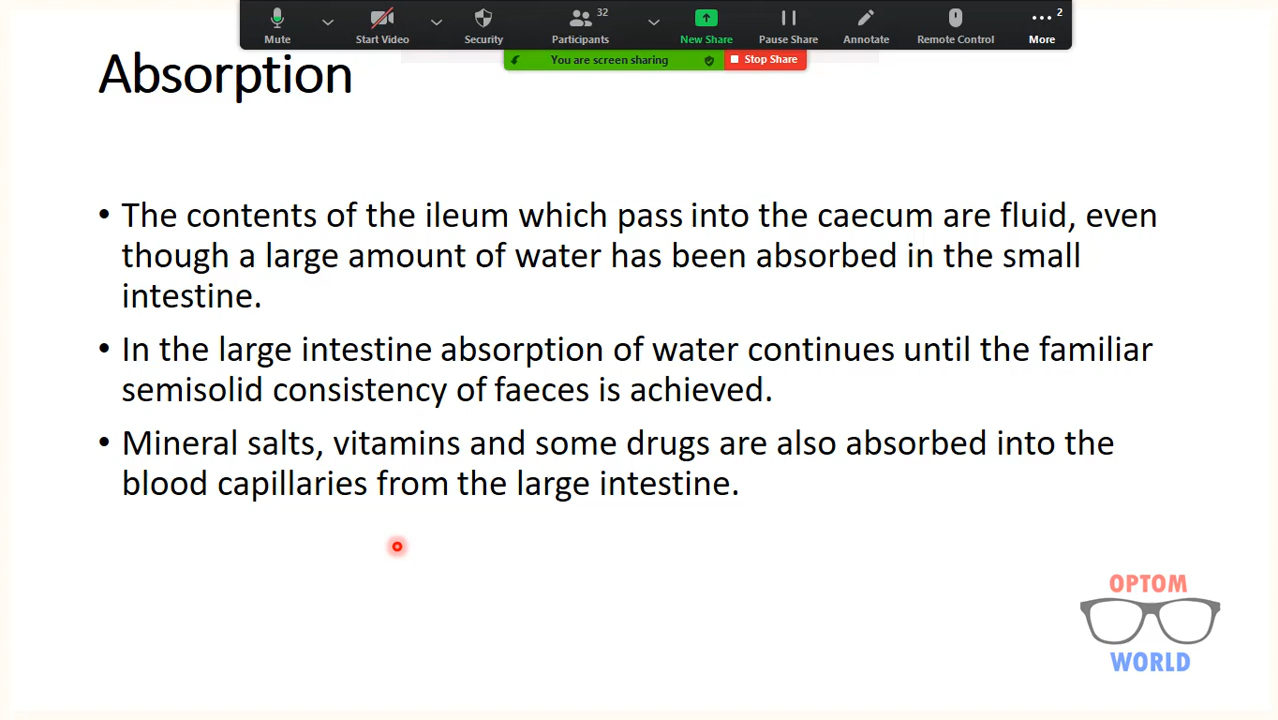 32
2
Mute
Start Video
Security
Participants
New Share
Pause Share
Annotate
Remote Control
More
You are screen sharing
Stop Share
Absorption
• The contents of the ileum which pass into the caecum are fluid, even
though a large amount of water has been absorbed in the small
intestine.
• In the large intestine absorption of water continues until the familiar
semisolid consistency of faeces is achieved.
• Mineral salts, vitamins and some drugs are also absorbed into the
blood capillaries from the large intestine.
OPTOM
WORLD